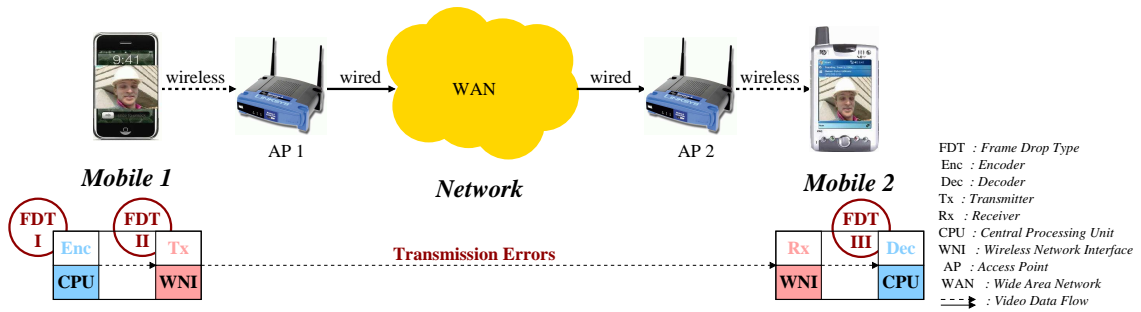 9:41
wireless
wired
WAN
wired
wireless
AP 1
AP 2
Mobile 1
Network
Mobile 2
FDT
I
FDT
II
FDT
III
Enc
Tx
Transmission Errors
Rx
Dec
CPU
WNI
WNI
CPU
FDT : Frame Drop Type
Enc : Encoder
Dec : Decoder
Tx : Transmitter
Rx : Receiver
CPU : Central Processing Unit
WNI : Wireless Network Interface
AP : Access Point
WAN : Wide Area Network
: Video Data Flow